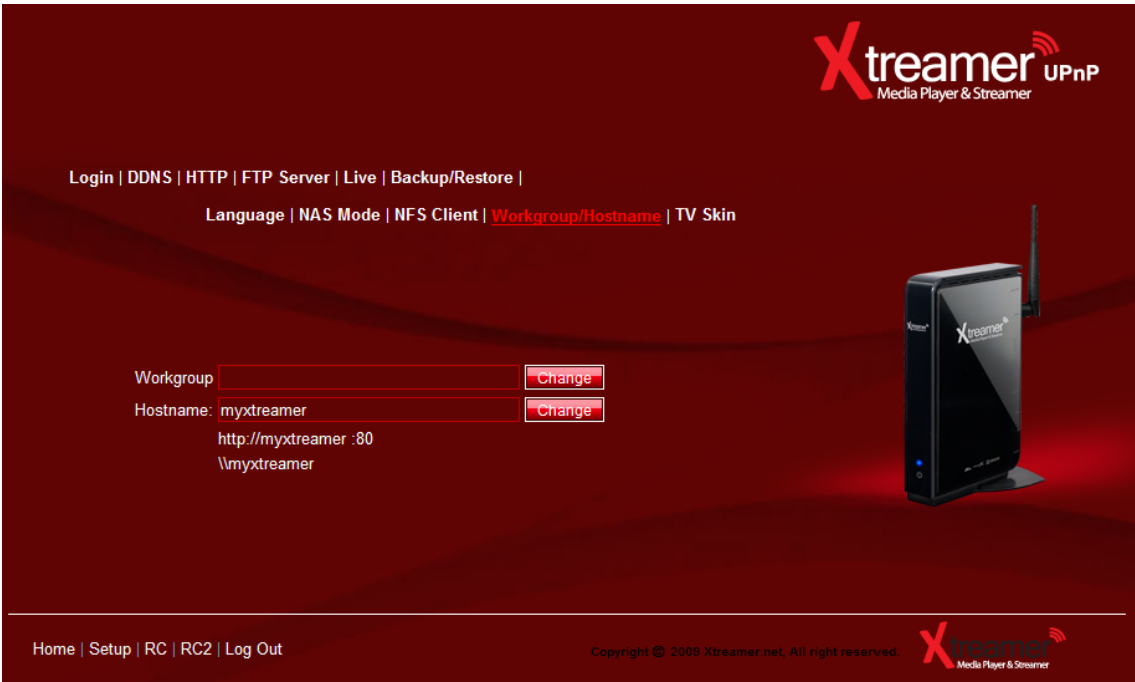 Xtreamer UPnP
Media Player & Streamer
Login | DDNS | HTTP | FTP Server | Live | Backup/Restore |
Language | NAS Mode | NFS Client | Workgroup/Hostname | TV Skin
Xtreamer
Xtreamer
Workgroup Change
Hostname: myxtreamer Change
http://myxtreamer :80
\\myxtreamer
Home | Setup | RC | RC2 | Log Out
Copyright © 2009 Xtreamer.net, All right reserved.
Xtreamer
Media Player & Streamer